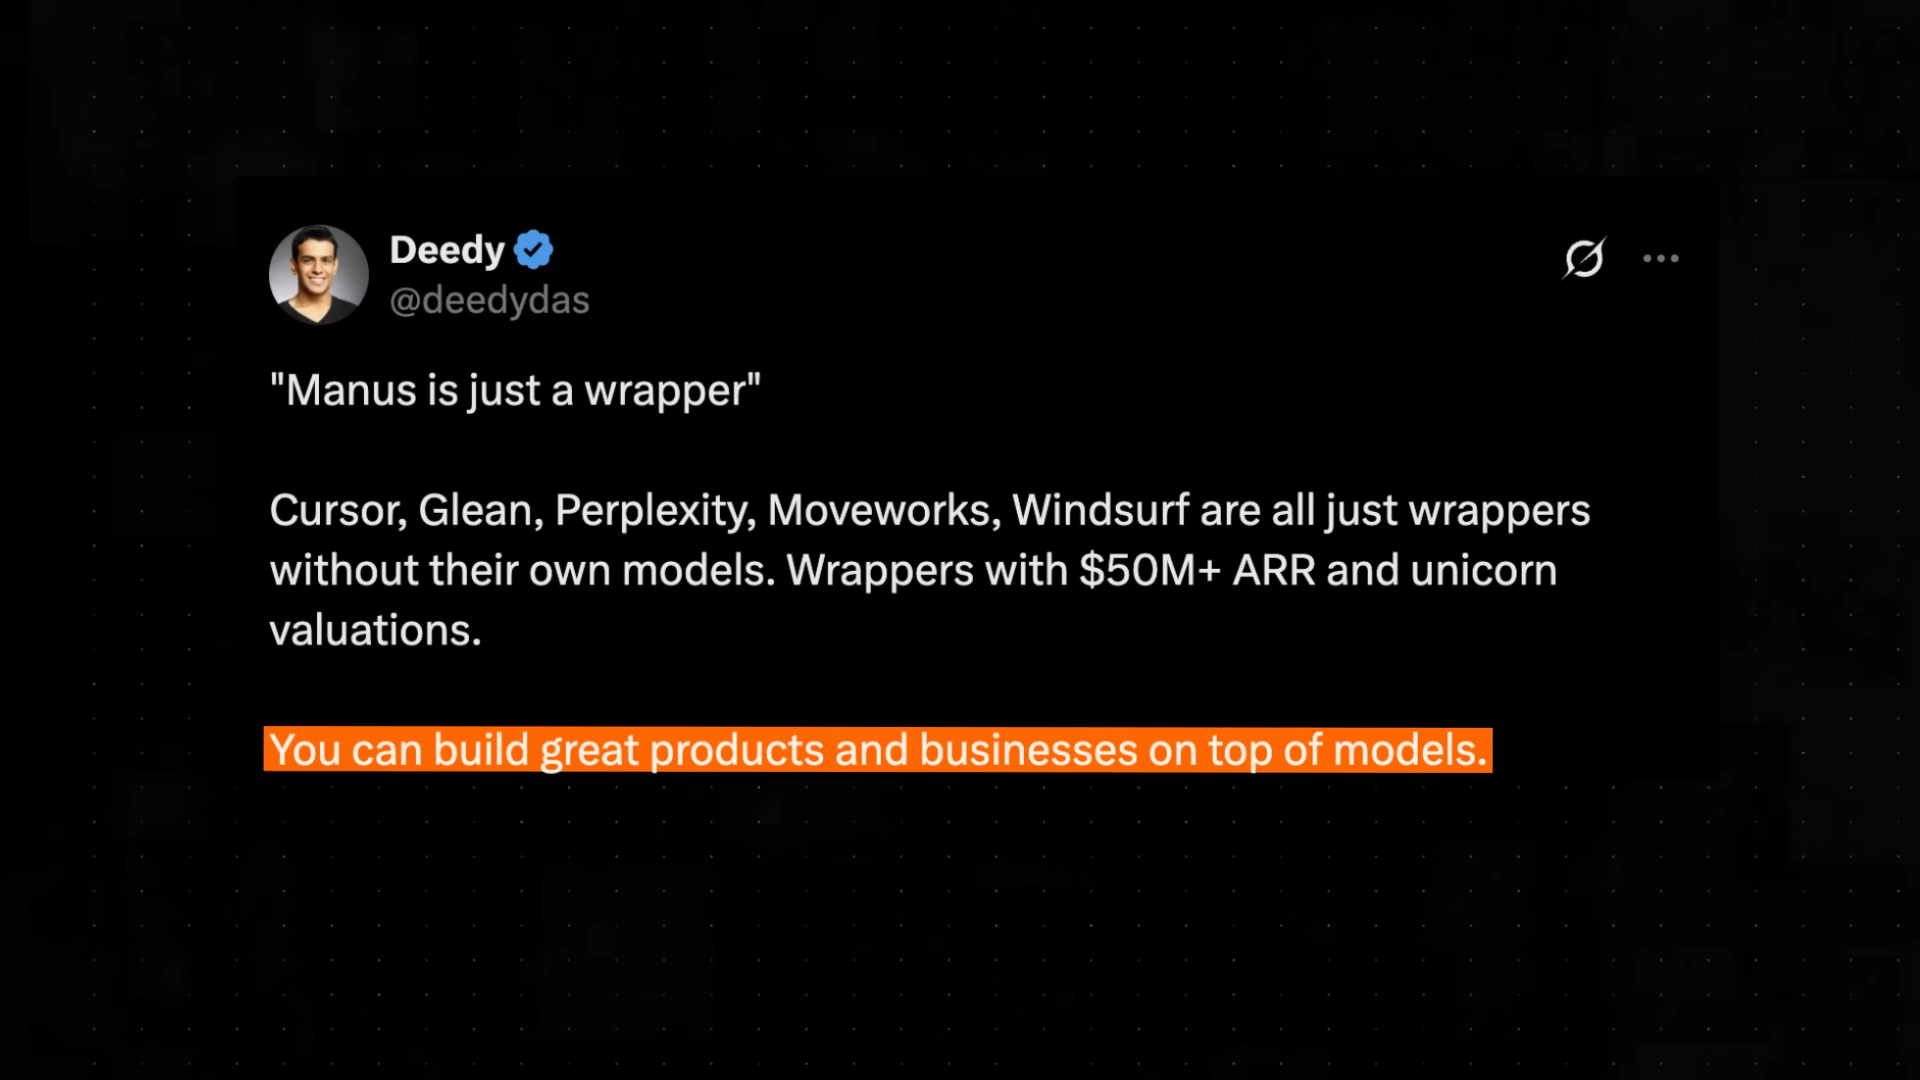 Deedy
@deedydas
"Manus is just a wrapper"
Cursor, Glean, Perplexity, Moveworks, Windsurf are all just wrappers
without their own models. Wrappers with $50M+ ARR and unicorn
valuations.
You can build great products and businesses on top of models.